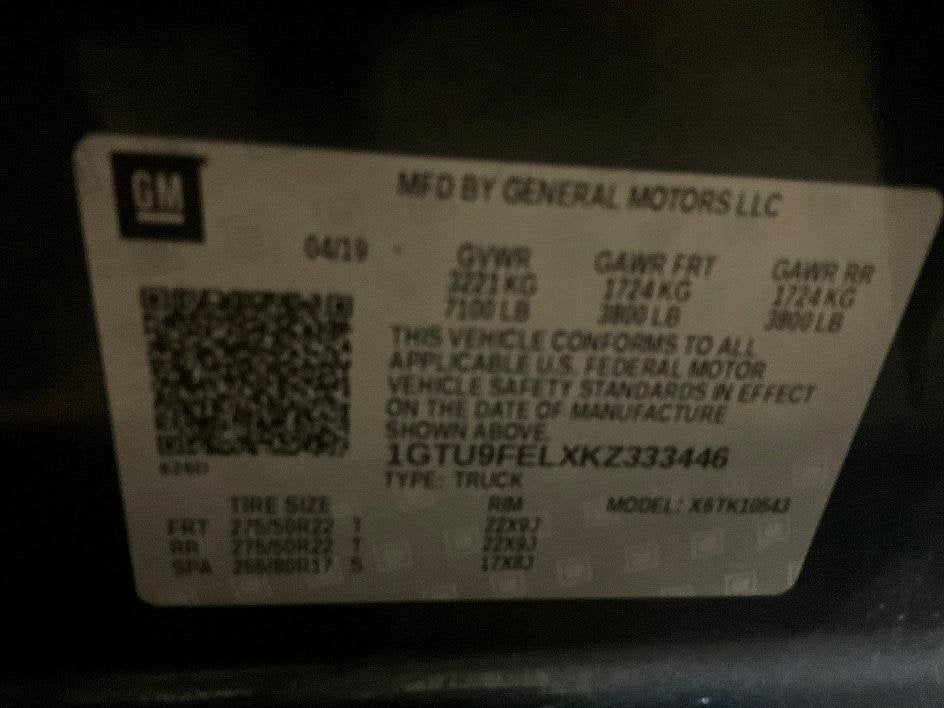 GM
MFD BY GENERAL MOTORS LLC
04/19
GVWR GAWR FRT GAWR RR
3221 KG 1724 KG 1724 KG
7100 LB 3800 LB 3800 LB
THIS VEHICLE CONFORMS TO ALL
APPLICABLE U.S. FEDERAL MOTOR
VEHICLE SAFETY STANDARDS IN EFFECT
ON THE DATE OF MANUFACTURE
SHOWN ABOVE.
1GTU9FELXKZ333446
TYPE: TRUCK
TIRE SIZE RIM MODEL: X6TK10543
FRT 275/50R22 T 22X9J
RR 275/50R22 T 22X9J
SPA 255/80R17 S 17X8J